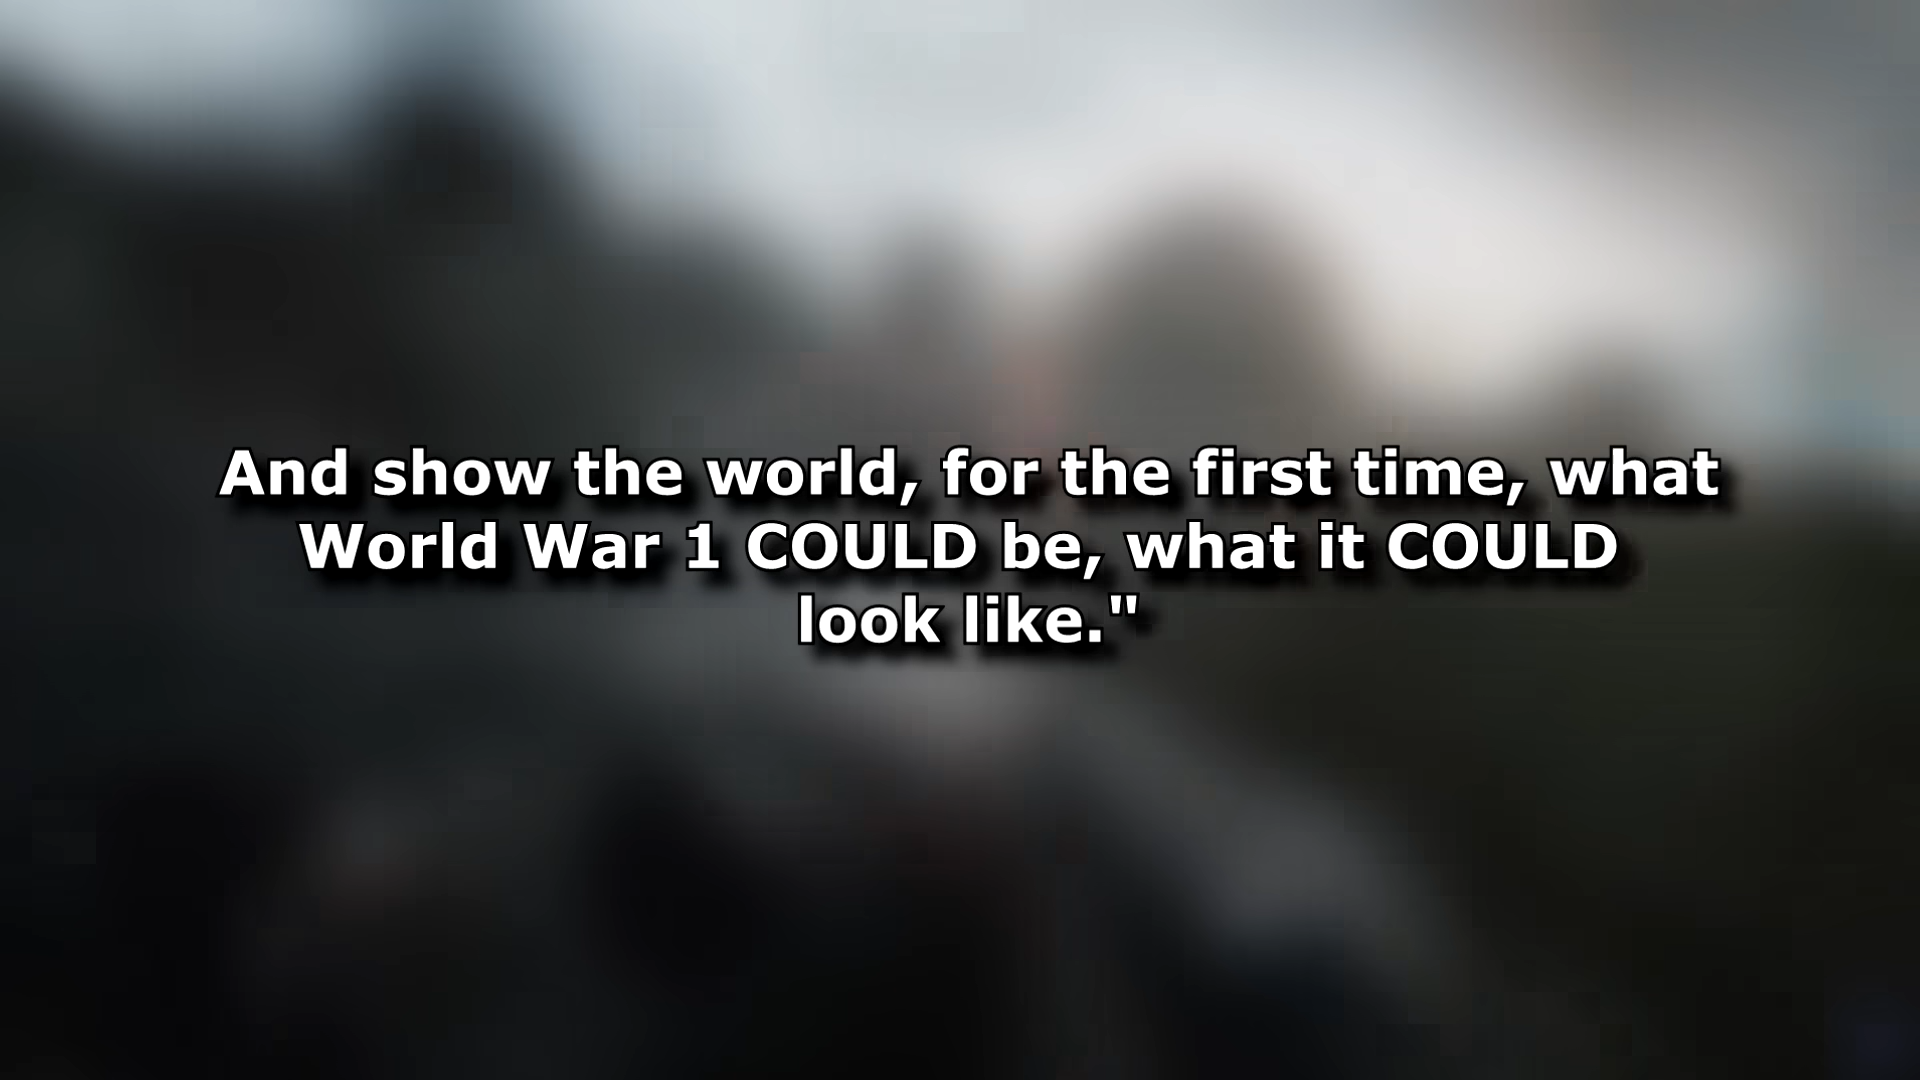 And show the world, for the first time, what
World War 1 COULD be, what it COULD
look like."